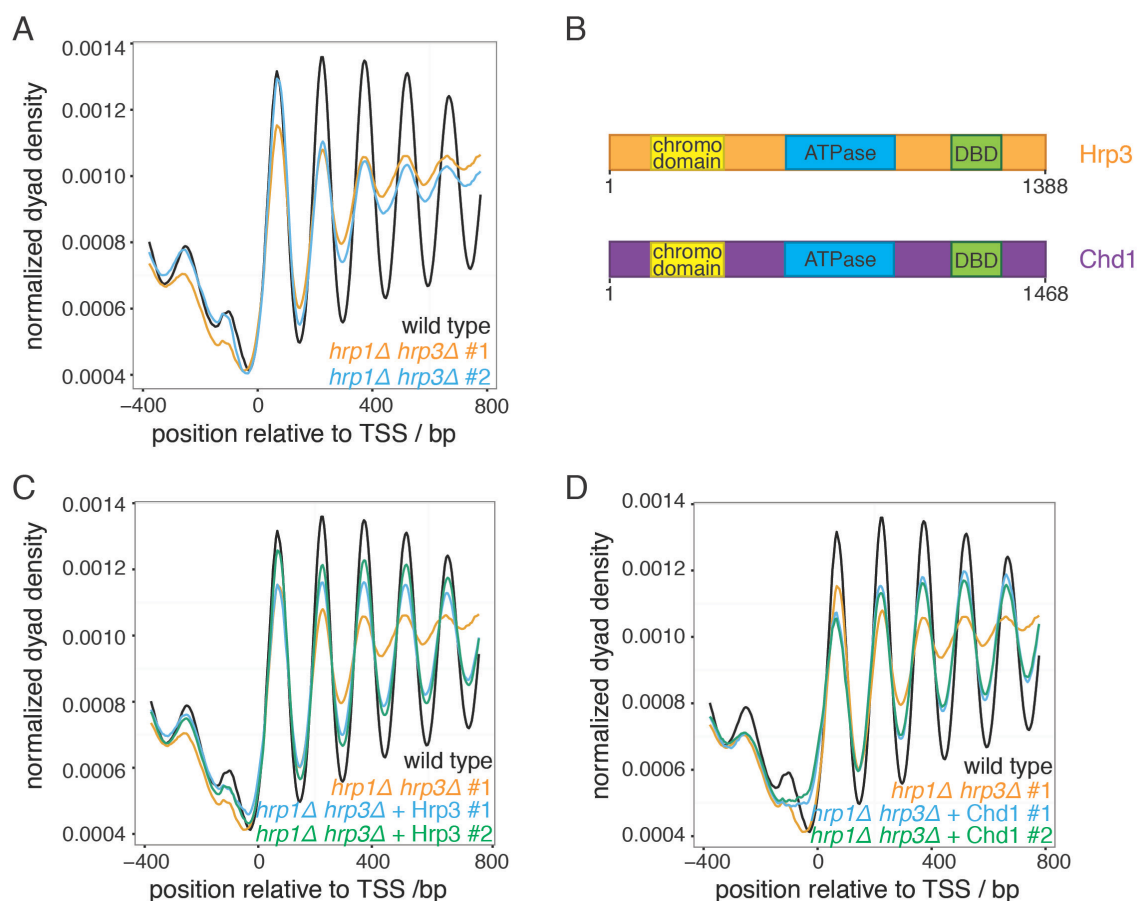 A
0.0014
0.0012
0.0010
0.0008
0.0006
0.0004
normalized dyad density
wild type
hrp1Δ hrp3Δ #1
hrp1Δ hrp3Δ #2
−400
0
400
800
position relative to TSS / bp
B
chromo
domain
ATPase
DBD
Hrp3
1
1388
chromo
domain
ATPase
DBD
Chd1
1
1468
C
0.0014
0.0012
0.0010
0.0008
0.0006
0.0004
normalized dyad density
wild type
hrp1Δ hrp3Δ #1
hrp1Δ hrp3Δ + Hrp3 #1
hrp1Δ hrp3Δ + Hrp3 #2
−400
0
400
800
position relative to TSS /bp
D
0.0014
0.0012
0.0010
0.0008
0.0006
0.0004
normalized dyad density
wild type
hrp1Δ hrp3Δ #1
hrp1Δ hrp3Δ + Chd1 #1
hrp1Δ hrp3Δ + Chd1 #2
−400
0
400
800
position relative to TSS / bp